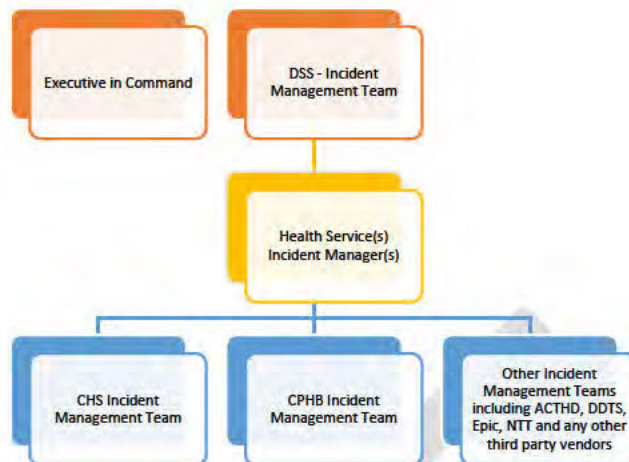 Executive in Command
DSS - Incident
Management Team
Health Service(s)
Incident Manager(s)
CHS Incident
Management Team
CPHB Incident
Management Team
Other Incident
Management Teams
including ACTHD, DDTS,
Epic, NTT and any other
third party vendors